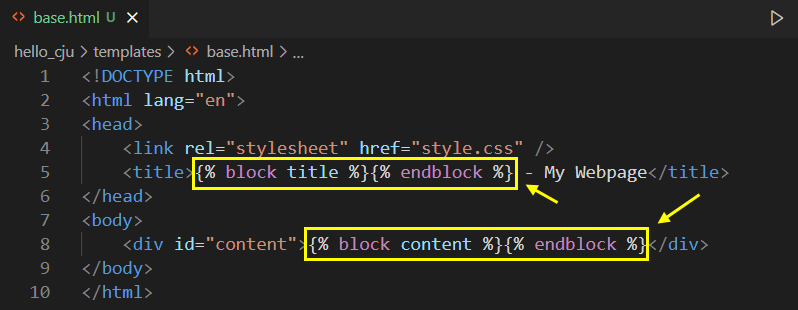 base.html U
hello_cju > templates > base.html > ...
1 <!DOCTYPE html>
2 <html lang="en">
3 <head>
4 <link rel="stylesheet" href="style.css" />
5 <title>{% block title %}{% endblock %} - My Webpage</title>
6 </head>
7 <body>
8 <div id="content">{% block content %}{% endblock %}</div>
9 </body>
10 </html>